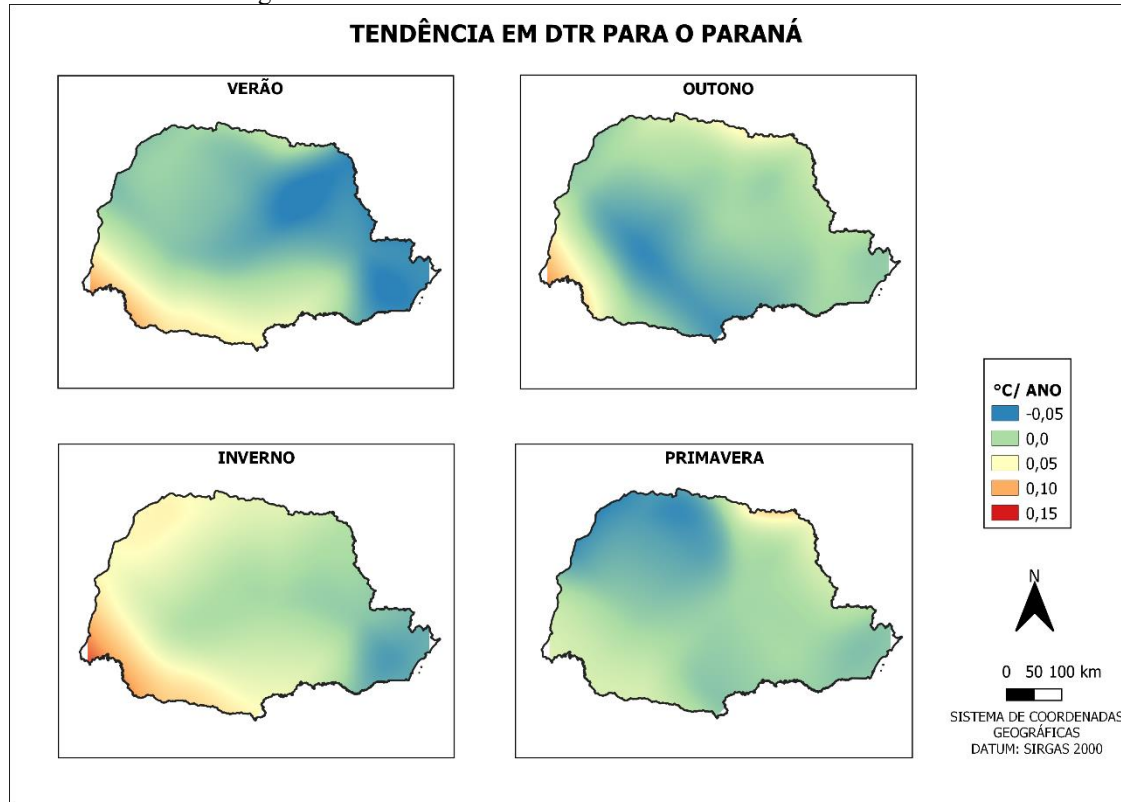 TENDÊNCIA EM DTR PARA O PARANÁ
VERÃO
OUTONO
INVERNO
PRIMAVERA
°C/ ANO
-0,05
0,0
0,05
0,10
0,15
N
0 50 100 km
SISTEMA DE COORDENADAS
GEOGRÁFICAS
DATUM: SIRGAS 2000